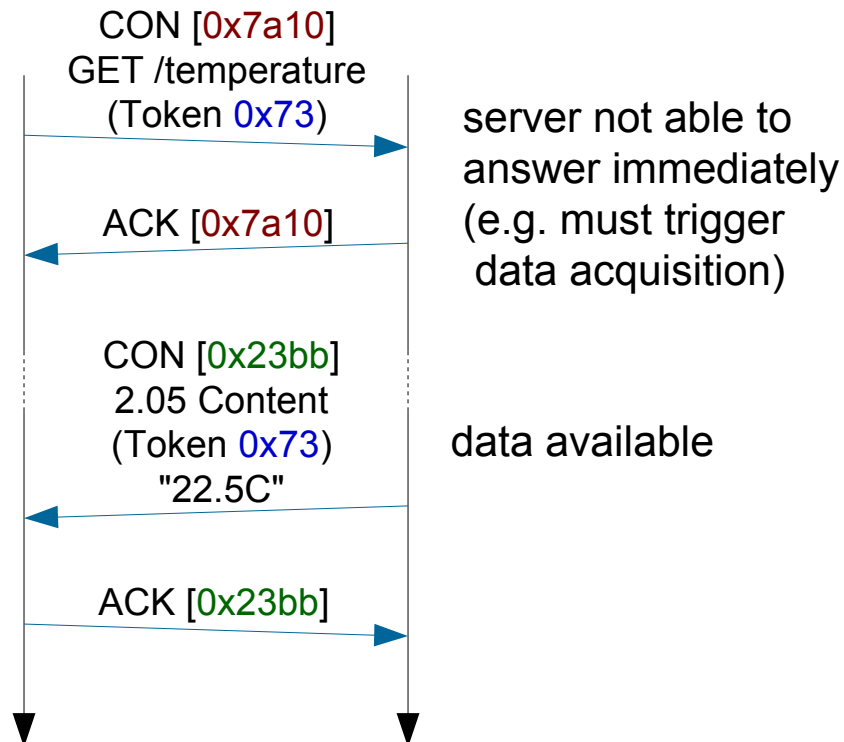 CON [0x7a10]
GET /temperature
(Token 0x73)
server not able to
answer immediately
(e.g. must trigger
data acquisition)
ACK [0x7a10]
CON [0x23bb]
2.05 Content
(Token 0x73)
"22.5C"
data available
ACK [0x23bb]